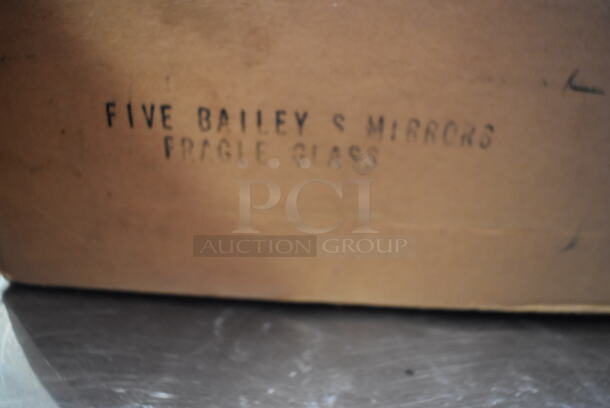 FIVE BAILEY S MIRRORS
FRAGLE GLASS
PCI
AUCTION GROUP